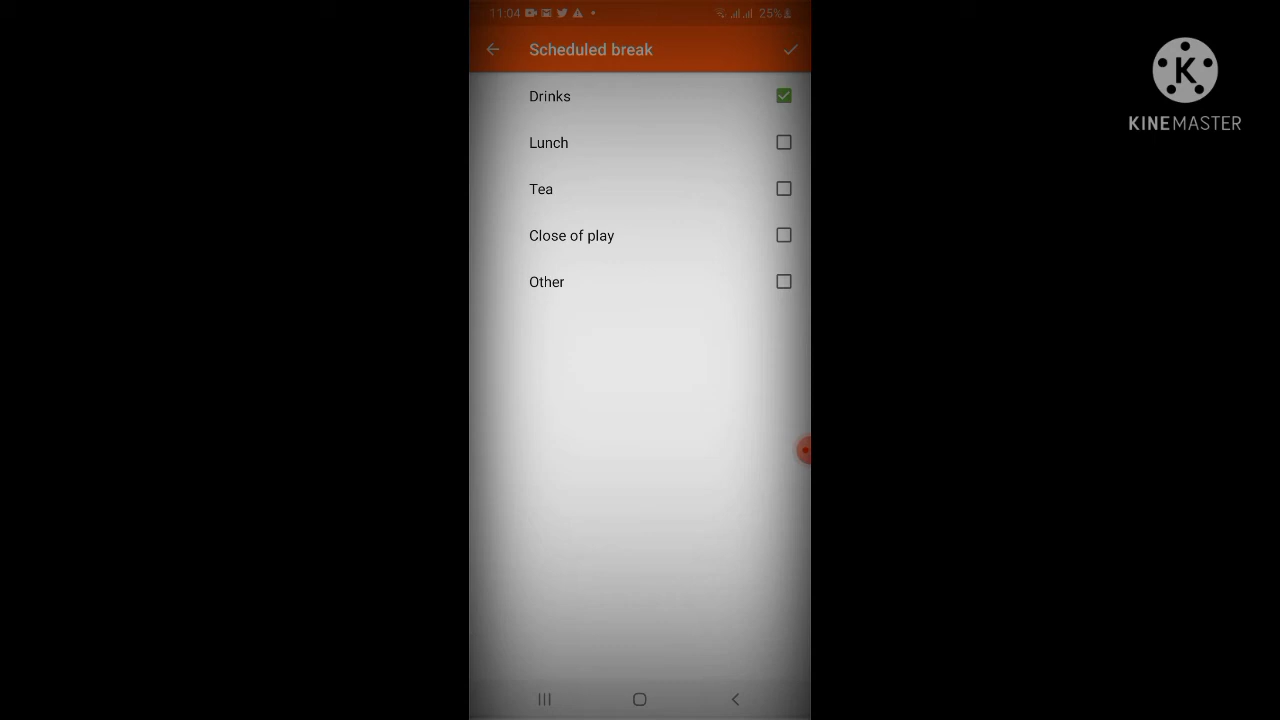 11:04 25%
Scheduled break
Drinks
Lunch
Tea
Close of play
Other
K
KINEMASTER